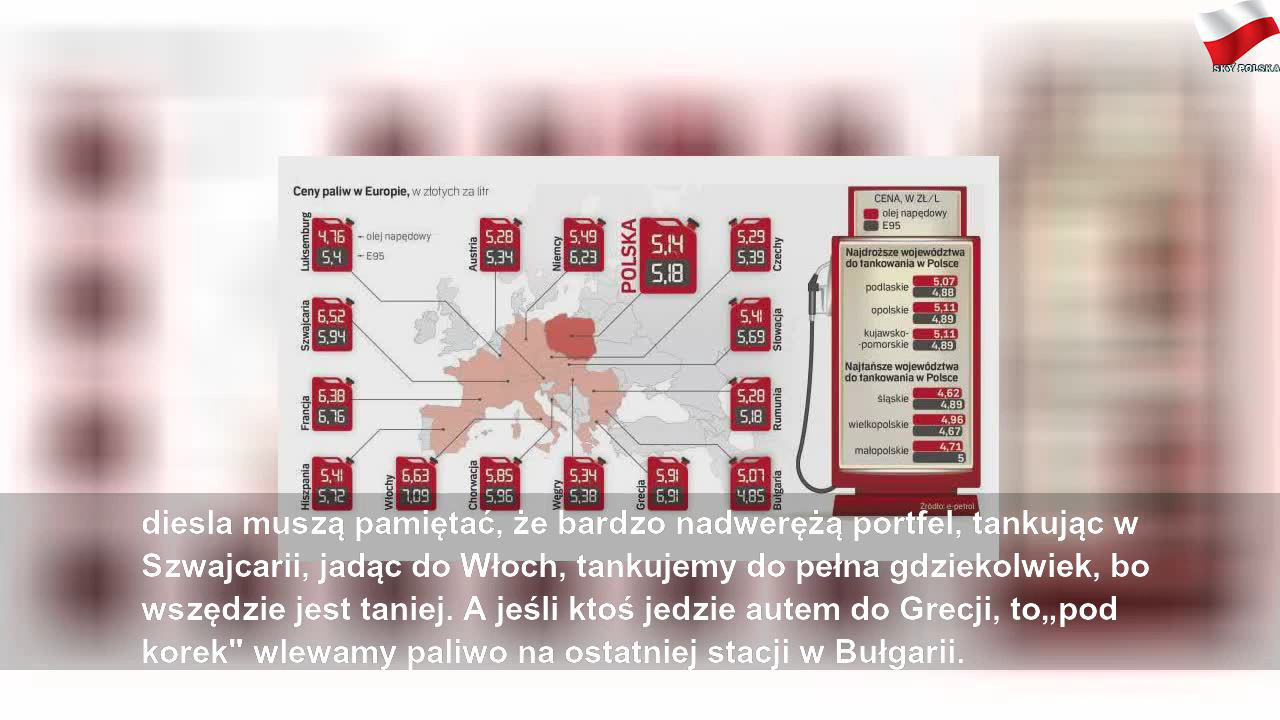 SKY POLSKA
Ceny paliw w Europie, w złotych za litr
Luksemburg
4,76
5,4
olej napędowy
E95
Austria
5,28
5,34
Niemcy
5,49
6,23
POLSKA
5,14
5,18
Czechy
5,29
5,39
Szwajcaria
6,52
5,94
Słowacja
5,41
5,69
Francja
6,38
6,76
Rumunia
5,28
5,18
Hiszpania
5,41
5,72
Włochy
6,63
7,09
Chorwacja
5,85
5,96
Węgry
5,34
5,38
Grecja
5,91
6,91
Bułgaria
5,07
4,85
CENA, W ZŁ/L
olej napędowy
E95
Najdroższe województwa
do tankowania w Polsce
podlaskie 5,07
4,88
opolskie 5,11
4,89
kujawsko-
-pomorskie 5,11
4,89
Najtańsze województwa
do tankowania w Polsce
śląskie 4,62
4,89
wielkopolskie 4,96
4,67
małopolskie 4,71
5
Źródło: e-petrol
diesla muszą pamiętać, że bardzo nadwerężą portfel, tankując w
Szwajcarii, jadąc do Włoch, tankujemy do pełna gdziekolwiek, bo
wszędzie jest taniej. A jeśli ktoś jedzie autem do Grecji, to„pod
korek" wlewamy paliwo na ostatniej stacji w Bułgarii.